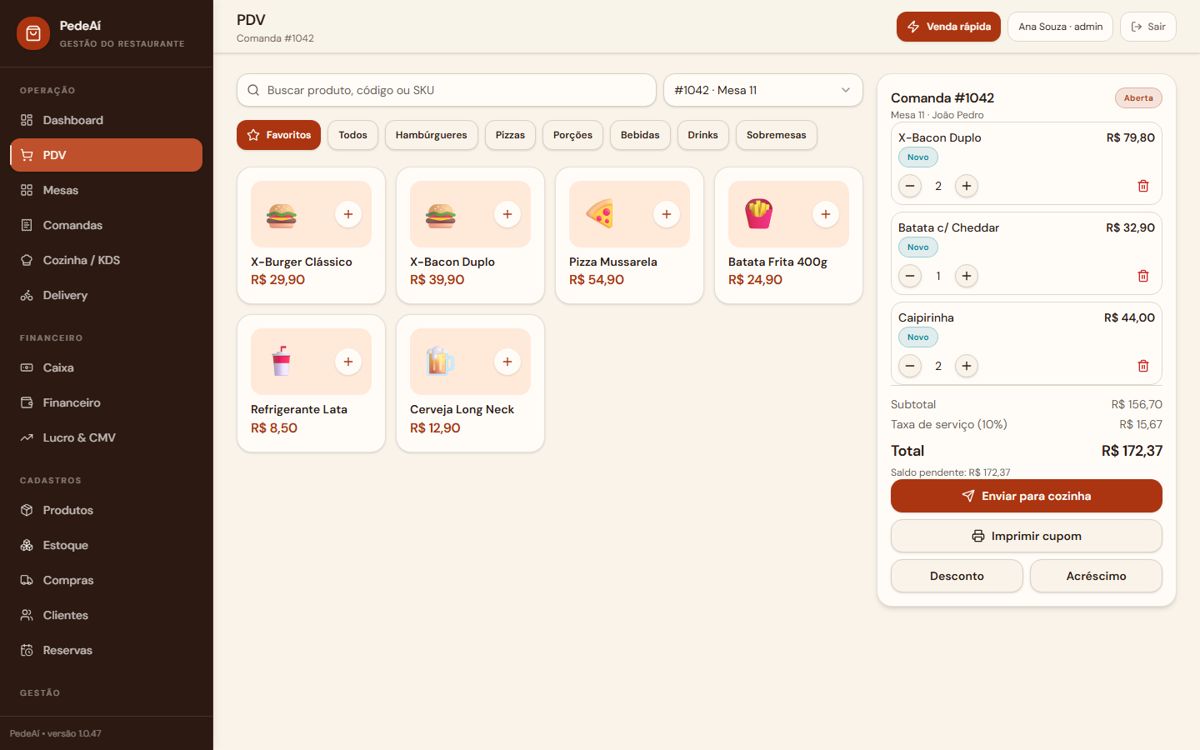 PedeAí
GESTÃO DO RESTAURANTE
OPERAÇÃO
Dashboard
PDV
Mesas
Comandas
Cozinha / KDS
Delivery
FINANCEIRO
Caixa
Financeiro
Lucro & CMV
CADASTROS
Produtos
Estoque
Compras
Clientes
Reservas
GESTÃO
PedeAí • versão 1.0.47
PDV
Comanda #1042
Venda rápida
Ana Souza · admin
Sair
Buscar produto, código ou SKU
#1042 · Mesa 11
Favoritos
Todos
Hambúrgueres
Pizzas
Porções
Bebidas
Drinks
Sobremesas
X-Burger Clássico
R$ 29,90
X-Bacon Duplo
R$ 39,90
Pizza Mussarela
R$ 54,90
Batata Frita 400g
R$ 24,90
Refrigerante Lata
R$ 8,50
Cerveja Long Neck
R$ 12,90
Comanda #1042
Aberta
Mesa 11 · João Pedro
X-Bacon Duplo R$ 79,80
Novo
2
Batata c/ Cheddar R$ 32,90
Novo
1
Caipirinha R$ 44,00
Novo
2
Subtotal R$ 156,70
Taxa de serviço (10%) R$ 15,67
Total R$ 172,37
Saldo pendente: R$ 172,37
Enviar para cozinha
Imprimir cupom
Desconto
Acréscimo